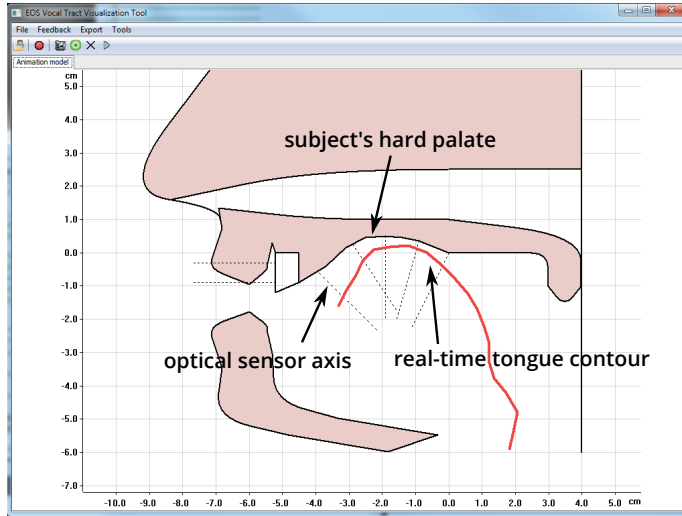 EOS Vocal Tract Visualization Tool
File Feedback Export Tools
Animation model
cm
5.0
4.0
3.0
2.0
1.0
0.0
-1.0
-2.0
-3.0
-4.0
-5.0
-6.0
-7.0
subject's hard palate
optical sensor axis
real-time tongue contour
-10.0 -9.0 -8.0 -7.0 -6.0 -5.0 -4.0 -3.0 -2.0 -1.0 0.0 1.0 2.0 3.0 4.0 5.0 cm